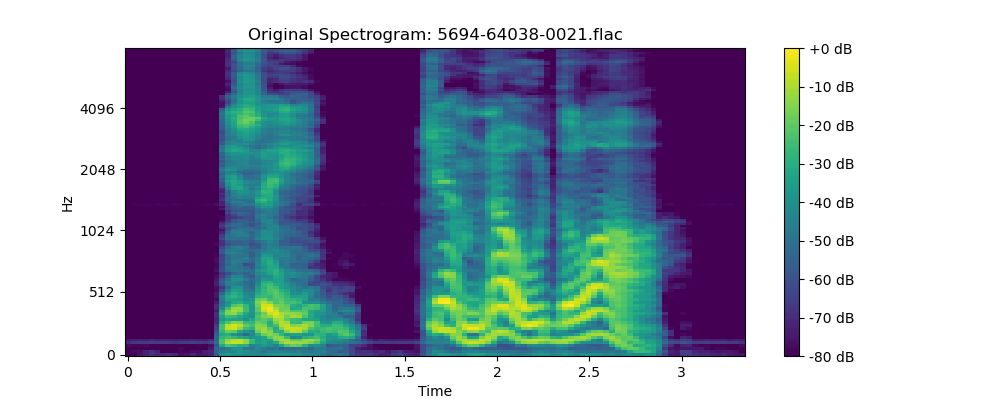 Original Spectrogram: 5694-64038-0021.flac
Hz
4096
2048
1024
512
0
0
0.5
1
1.5
2
2.5
3
Time
+0 dB
-10 dB
-20 dB
-30 dB
-40 dB
-50 dB
-60 dB
-70 dB
-80 dB